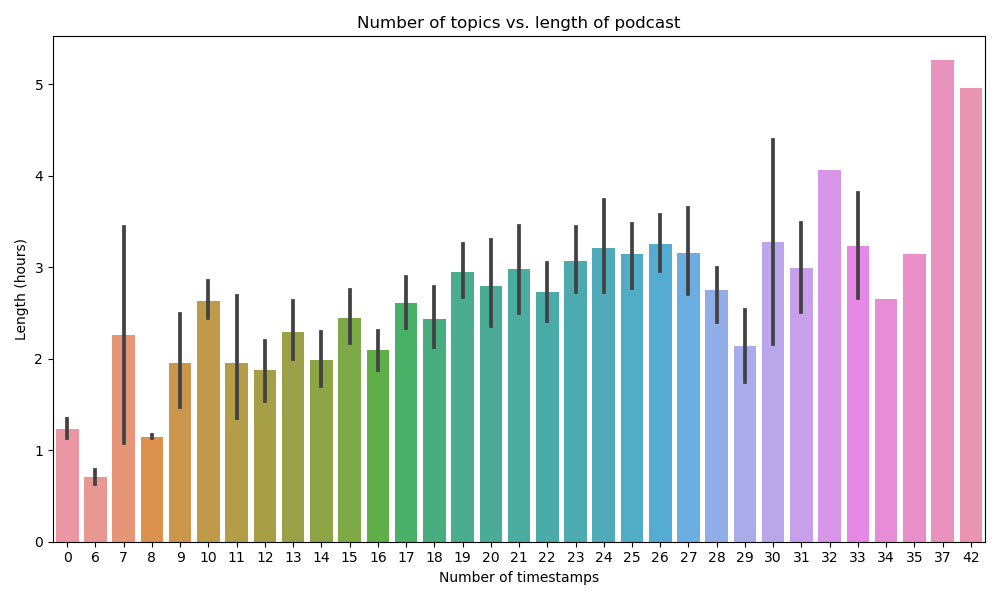 Number of topics vs. length of podcast
Length (hours)
5
4
3
2
1
0
0 6 7 8 9 10 11 12 13 14 15 16 17 18 19 20 21 22 23 24 25 26 27 28 29 30 31 32 33 34 35 37 42
Number of timestamps